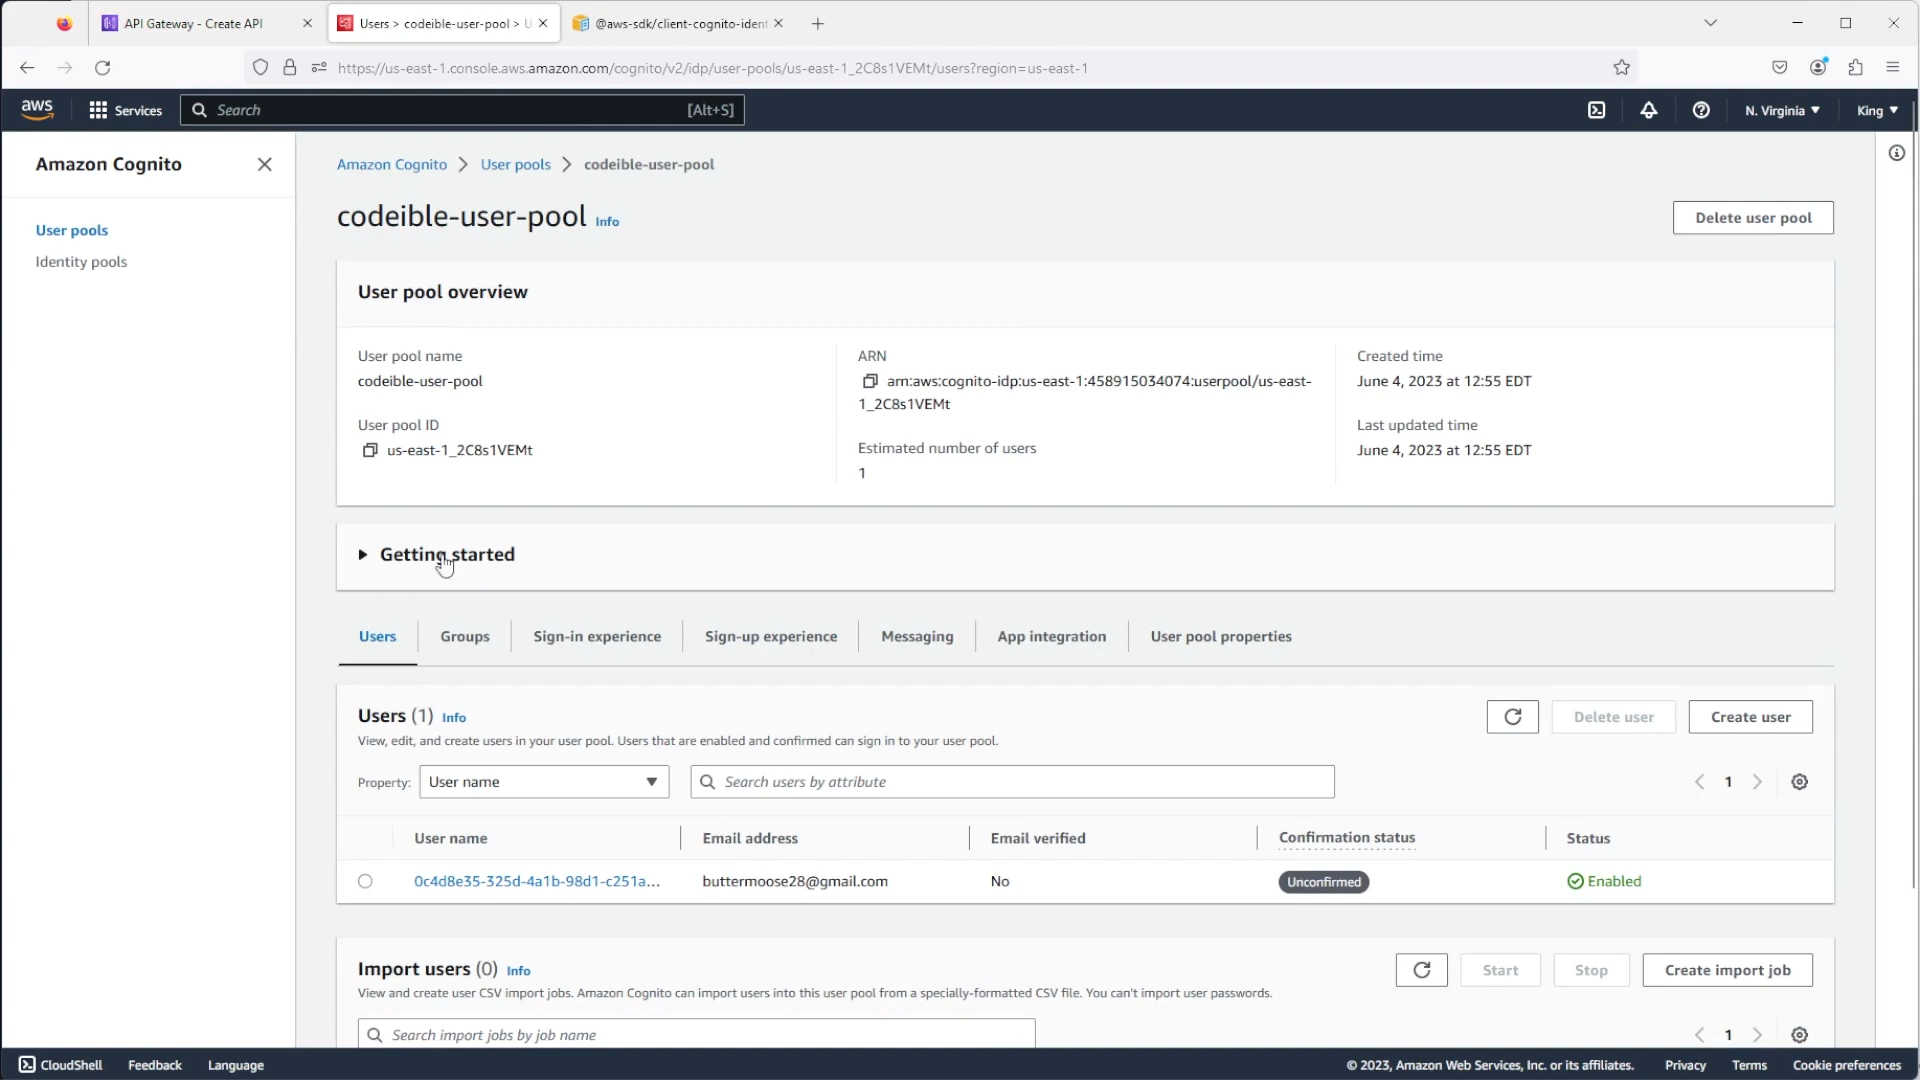 API Gateway - Create API
Users > codeible-user-pool > U
@aws-sdk/client-cognito-ident
https://us-east-1.console.aws.amazon.com/cognito/v2/idp/user-pools/us-east-1_2C8s1VEMt/users?region=us-east-1
aws
Services
Search
[Alt+S]
N. Virginia
King
Amazon Cognito
User pools
Identity pools
Amazon Cognito
User pools
codeible-user-pool
codeible-user-pool Info
Delete user pool
User pool overview
User pool name
codeible-user-pool
User pool ID
us-east-1_2C8s1VEMt
ARN
arn:aws:cognito-idp:us-east-1:458915034074:userpool/us-east-
1_2C8s1VEMt
Estimated number of users
1
Created time
June 4, 2023 at 12:55 EDT
Last updated time
June 4, 2023 at 12:55 EDT
Getting started
Users
Groups
Sign-in experience
Sign-up experience
Messaging
App integration
User pool properties
Users (1) Info
View, edit, and create users in your user pool. Users that are enabled and confirmed can sign in to your user pool.
Delete user
Create user
Property:
User name
Search users by attribute
1
User name
Email address
Email verified
Confirmation status
Status
0c4d8e35-325d-4a1b-98d1-c251a...
buttermoose28@gmail.com
No
Unconfirmed
Enabled
Import users (0) Info
View and create user CSV import jobs. Amazon Cognito can import users into this user pool from a specially-formatted CSV file. You can't import user passwords.
Start
Stop
Create import job
Search import jobs by job name
1
CloudShell
Feedback
Language
© 2023, Amazon Web Services, Inc. or its affiliates.
Privacy
Terms
Cookie preferences